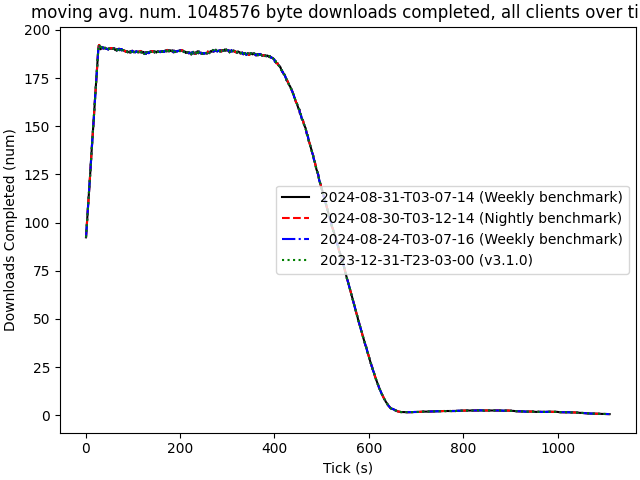 moving avg. num. 1048576 byte downloads completed, all clients over ti
200
175
150
125
100
75
50
25
0
Downloads Completed (num)
2024-08-31-T03-07-14 (Weekly benchmark)
2024-08-30-T03-12-14 (Nightly benchmark)
2024-08-24-T03-07-16 (Weekly benchmark)
2023-12-31-T23-03-00 (v3.1.0)
0 200 400 600 800 1000
Tick (s)